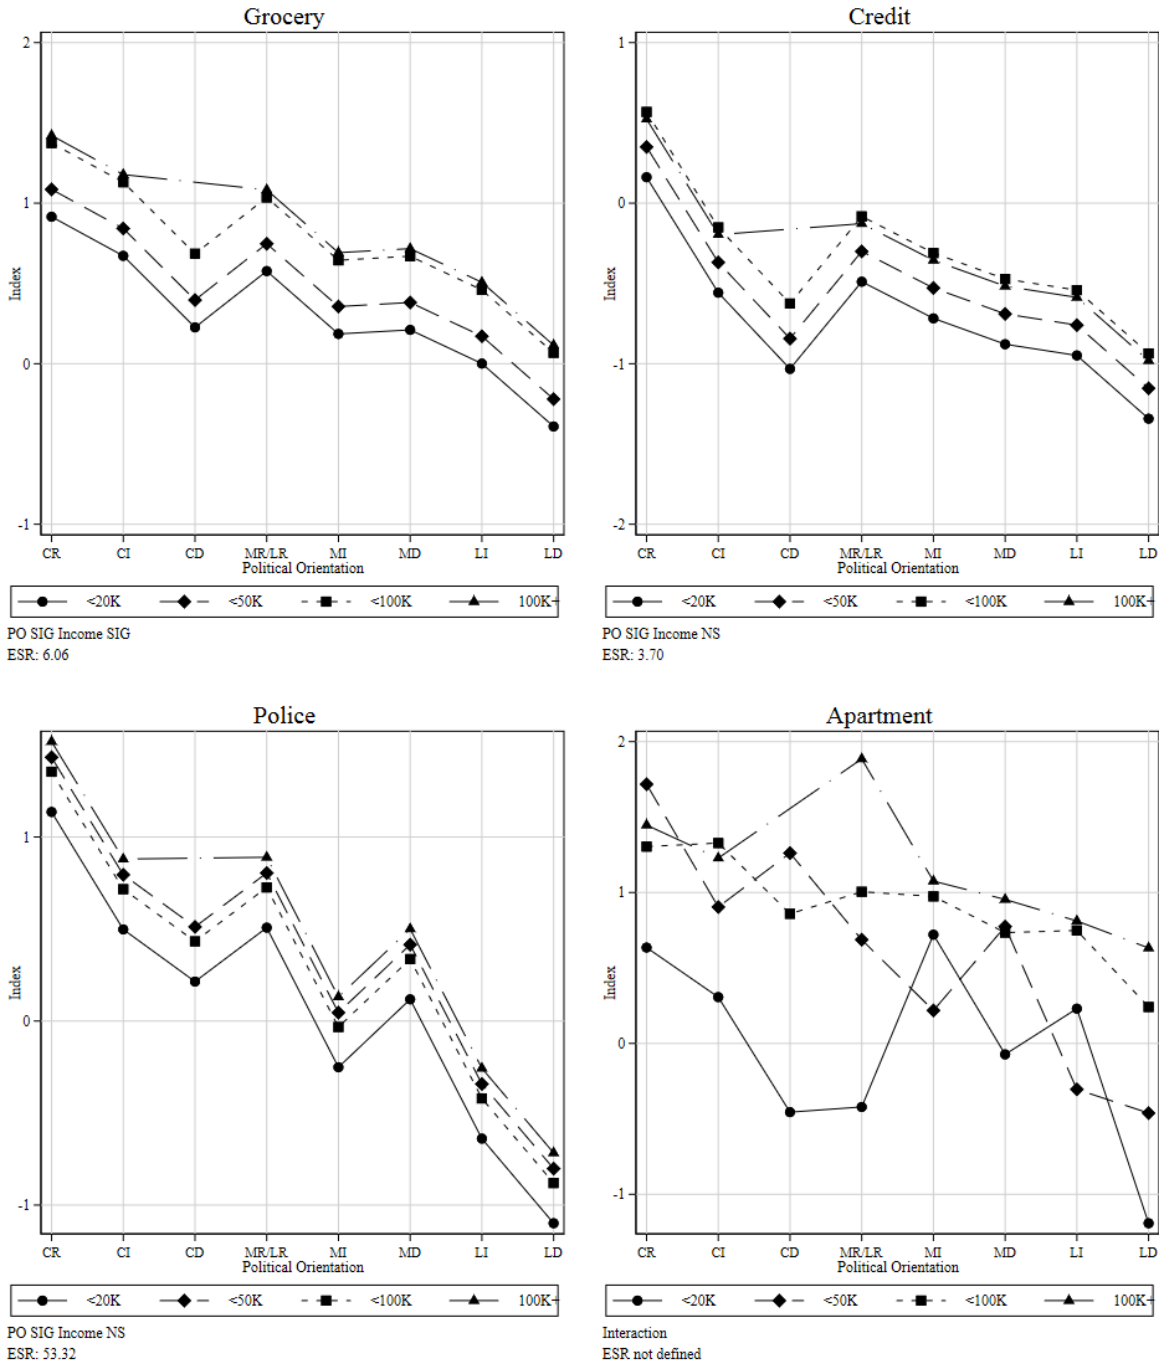 Grocery
2
1
0
-1
Index
CR CI CD MR/LR MI MD LI LD
Political Orientation
<20K <50K <100K 100K+
PO SIG Income SIG
ESR: 6.06
Credit
1
0
-1
-2
Index
CR CI CD MR/LR MI MD LI LD
Political Orientation
<20K <50K <100K 100K+
PO SIG Income NS
ESR: 3.70
Police
1
0
-1
Index
CR CI CD MR/LR MI MD LI LD
Political Orientation
<20K <50K <100K 100K+
PO SIG Income NS
ESR: 53.32
Apartment
2
1
0
-1
Index
CR CI CD MR/LR MI MD LI LD
Political Orientation
<20K <50K <100K 100K+
Interaction
ESR not defined